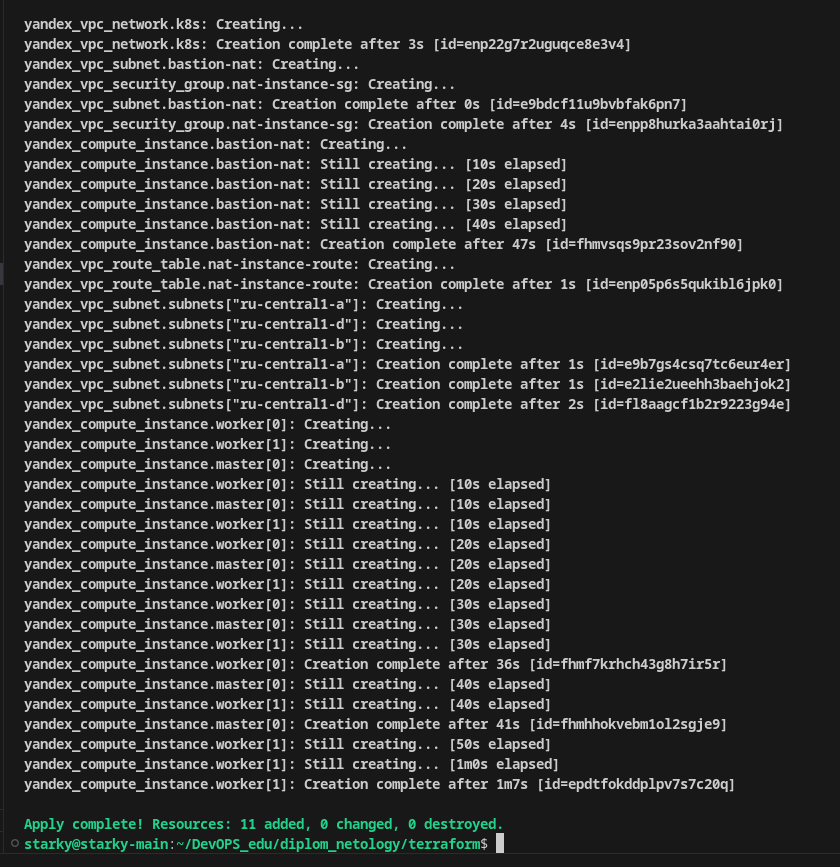 yandex_vpc_network.k8s: Creating...
yandex_vpc_network.k8s: Creation complete after 3s [id=enp22g7r2uguqce8e3v4]
yandex_vpc_subnet.bastion-nat: Creating...
yandex_vpc_security_group.nat-instance-sg: Creating...
yandex_vpc_subnet.bastion-nat: Creation complete after 0s [id=e9bdcf11u9bvbfak6pn7]
yandex_vpc_security_group.nat-instance-sg: Creation complete after 4s [id=enpp8hurka3aahtai0rj]
yandex_compute_instance.bastion-nat: Creating...
yandex_compute_instance.bastion-nat: Still creating... [10s elapsed]
yandex_compute_instance.bastion-nat: Still creating... [20s elapsed]
yandex_compute_instance.bastion-nat: Still creating... [30s elapsed]
yandex_compute_instance.bastion-nat: Still creating... [40s elapsed]
yandex_compute_instance.bastion-nat: Creation complete after 47s [id=fhmvsqs9pr23sov2nf90]
yandex_vpc_route_table.nat-instance-route: Creating...
yandex_vpc_route_table.nat-instance-route: Creation complete after 1s [id=enp05p6s5qukibl6jpk0]
yandex_vpc_subnet.subnets["ru-central1-a"]: Creating...
yandex_vpc_subnet.subnets["ru-central1-d"]: Creating...
yandex_vpc_subnet.subnets["ru-central1-b"]: Creating...
yandex_vpc_subnet.subnets["ru-central1-a"]: Creation complete after 1s [id=e9b7gs4csq7tc6eur4er]
yandex_vpc_subnet.subnets["ru-central1-b"]: Creation complete after 1s [id=e2lie2ueehh3baehjok2]
yandex_vpc_subnet.subnets["ru-central1-d"]: Creation complete after 2s [id=fl8aagcf1b2r9223g94e]
yandex_compute_instance.worker[0]: Creating...
yandex_compute_instance.worker[1]: Creating...
yandex_compute_instance.master[0]: Creating...
yandex_compute_instance.worker[0]: Still creating... [10s elapsed]
yandex_compute_instance.master[0]: Still creating... [10s elapsed]
yandex_compute_instance.worker[1]: Still creating... [10s elapsed]
yandex_compute_instance.worker[0]: Still creating... [20s elapsed]
yandex_compute_instance.master[0]: Still creating... [20s elapsed]
yandex_compute_instance.worker[1]: Still creating... [20s elapsed]
yandex_compute_instance.worker[0]: Still creating... [30s elapsed]
yandex_compute_instance.master[0]: Still creating... [30s elapsed]
yandex_compute_instance.worker[1]: Still creating... [30s elapsed]
yandex_compute_instance.worker[0]: Creation complete after 36s [id=fhmf7krhch43g8h7ir5r]
yandex_compute_instance.master[0]: Still creating... [40s elapsed]
yandex_compute_instance.worker[1]: Still creating... [40s elapsed]
yandex_compute_instance.master[0]: Creation complete after 41s [id=fhmhhokvebm1ol2sgje9]
yandex_compute_instance.worker[1]: Still creating... [50s elapsed]
yandex_compute_instance.worker[1]: Still creating... [1m0s elapsed]
yandex_compute_instance.worker[1]: Creation complete after 1m7s [id=epdtfokddplpv7s7c20q]
Apply complete! Resources: 11 added, 0 changed, 0 destroyed.
starky@starky-main:~/DevOPS_edu/diplom_netology/terraform$